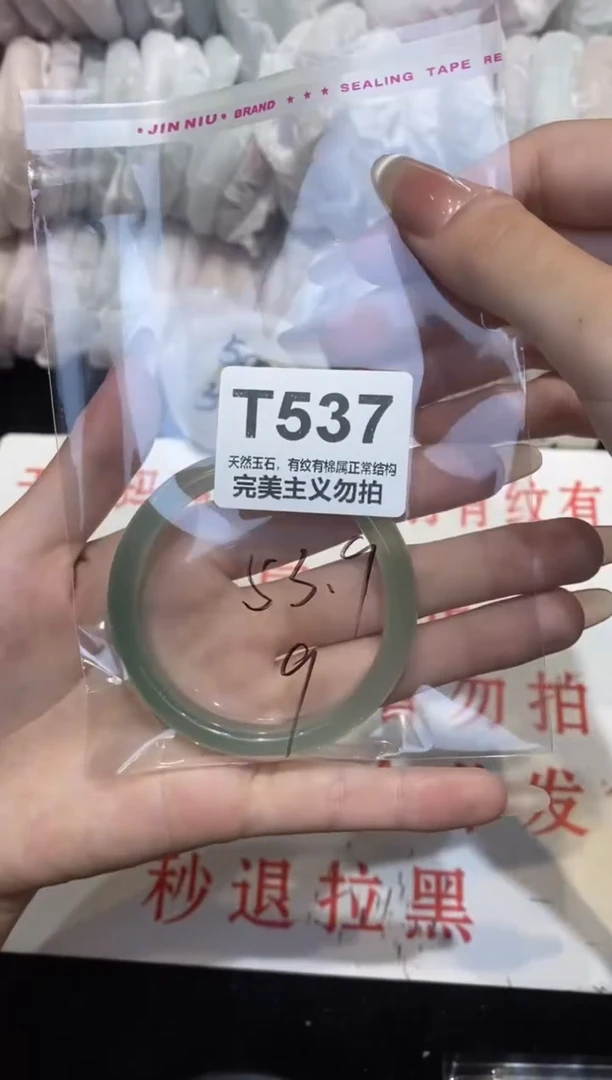 •JIN NIU• BRAND ★ ★ ★ SEALING TAPE RE
T537
天然玉石，有纹有棉属正常结构
完美主义勿拍
有纹有
53.9
9
勿拍
发
秒退拉黑